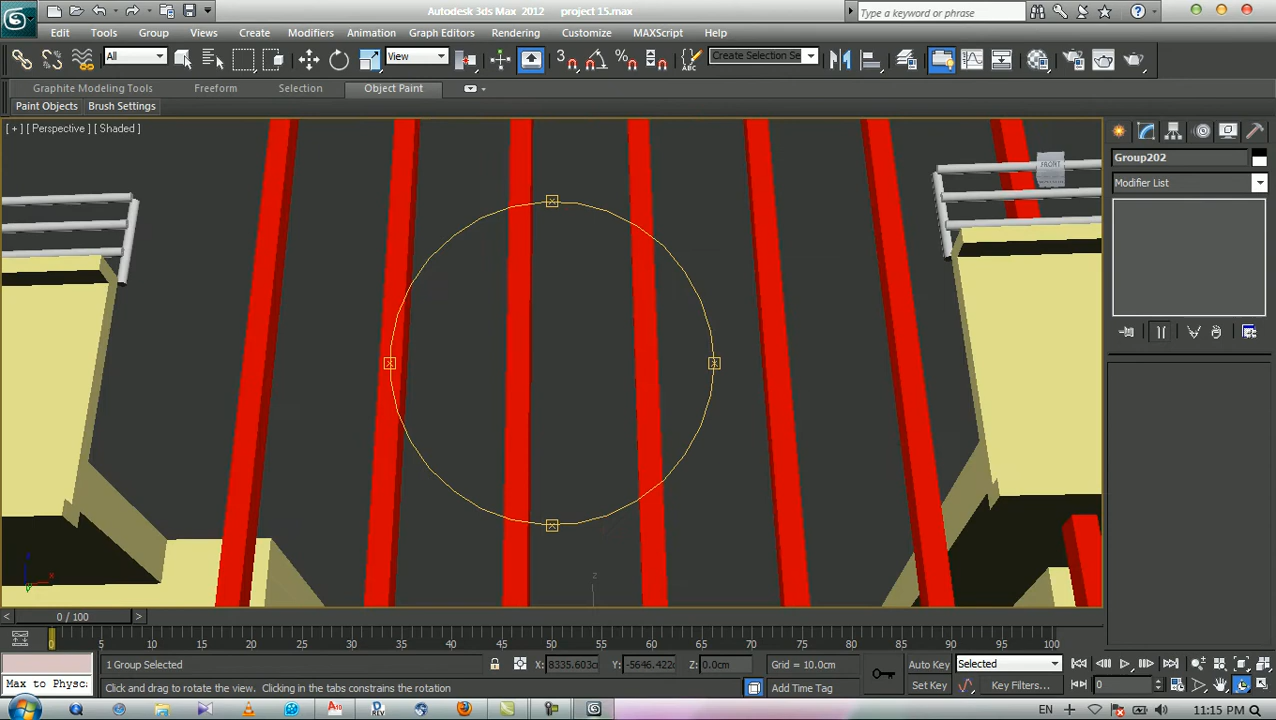 Autodesk 3ds Max 2012 project 15.max
Type a keyword or phrase
Edit Tools Group Views Create Modifiers Animation Graph Editors Rendering Customize MAXScript Help
All View Create Selection Se
Graphite Modeling Tools Freeform Selection Object Paint
Paint Objects Brush Settings
[ + ] [ Perspective ] [ Shaded ]
FRONT
Group202
Modifier List
z
x
0 / 100
0 5 10 15 20 25 30 35 40 45 50 55 60 65 70 75 80 85 90 95 100
1 Group Selected X: 8335.603c Y: -5646.422c Z: 0.0cm Grid = 10.0cm Auto Key Selected
Max to Physc Click and drag to rotate the view. Clicking in the tabs constrains the rotation Add Time Tag Set Key Key Filters... 0
EN 11:15 PM